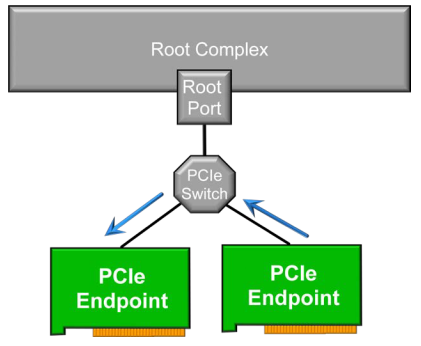 Root Complex
Root
Port
PCIe
Switch
PCIe
Endpoint
PCIe
Endpoint